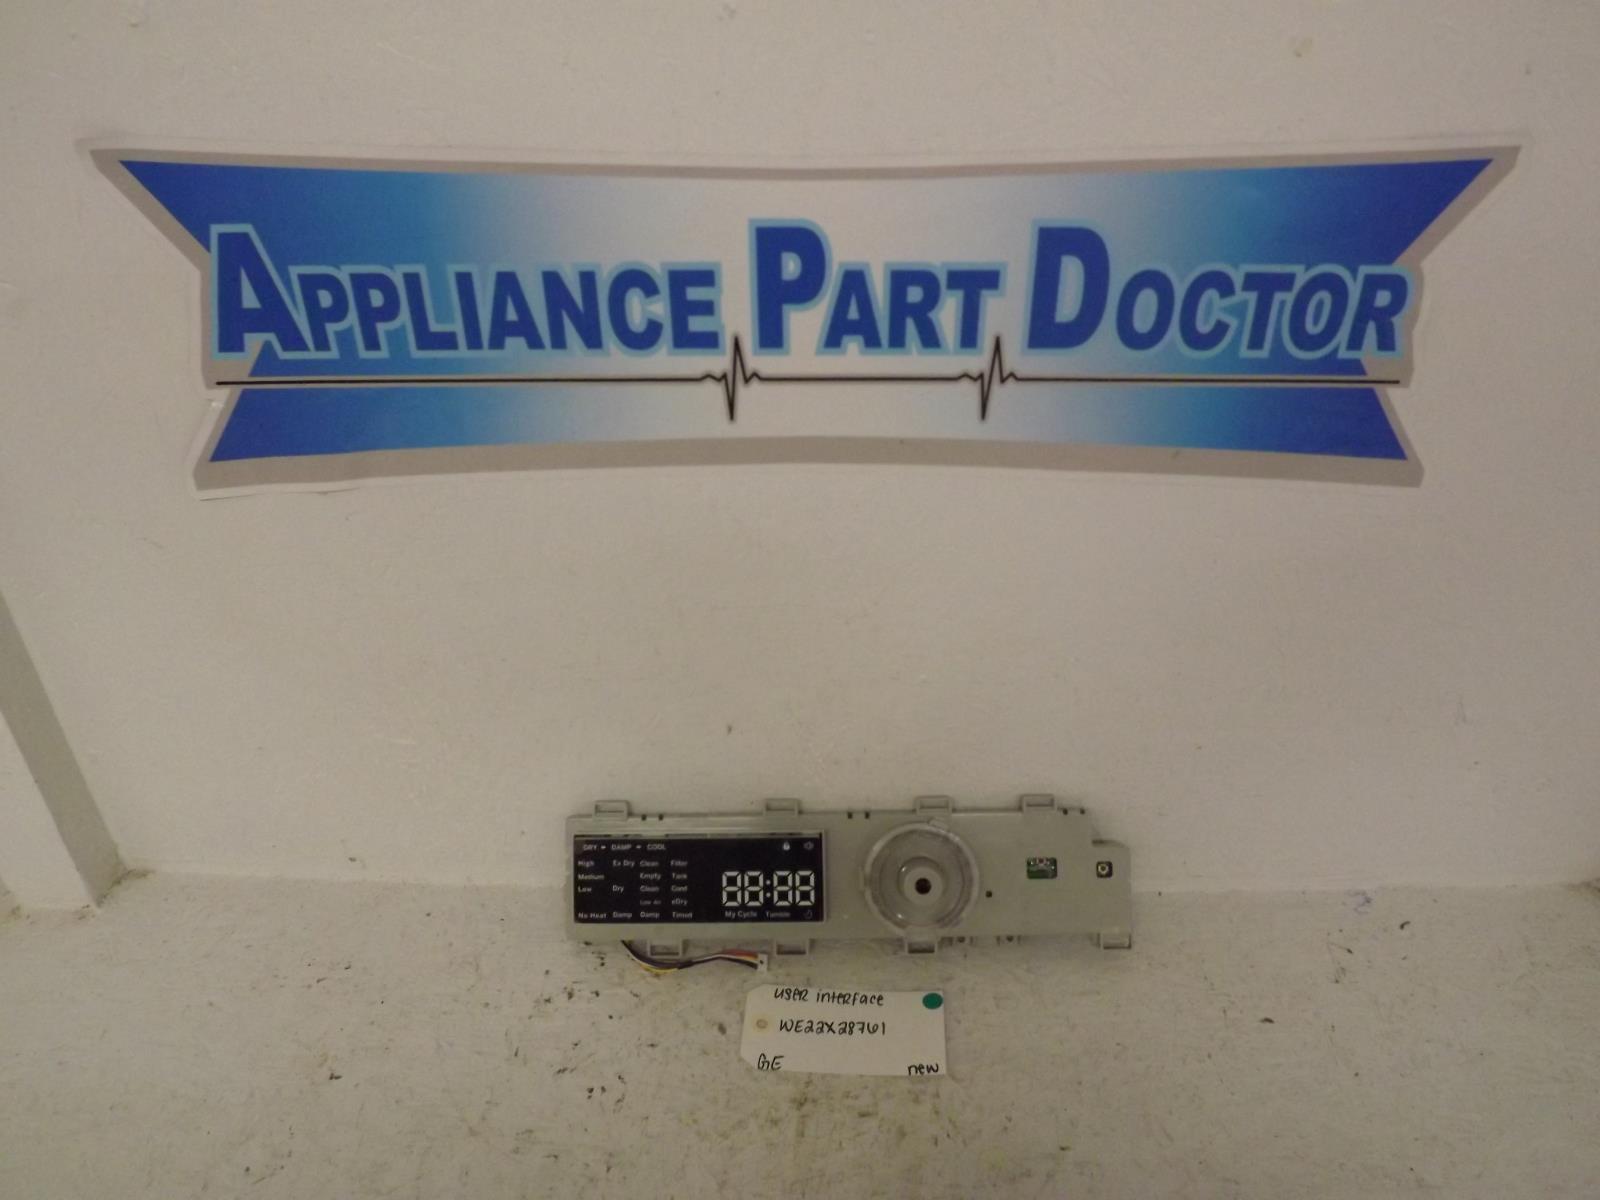 APPLIANCE PART DOCTOR
DRY DAMP COOL
High Ex Dry Clean Filter
Medium Empty Tank
Low Dry Clean Cond
Low Air eDry
No Heat Damp Damp Timed
88:88
My Cycle Tumble
USER interface
WE22X28761
GE new